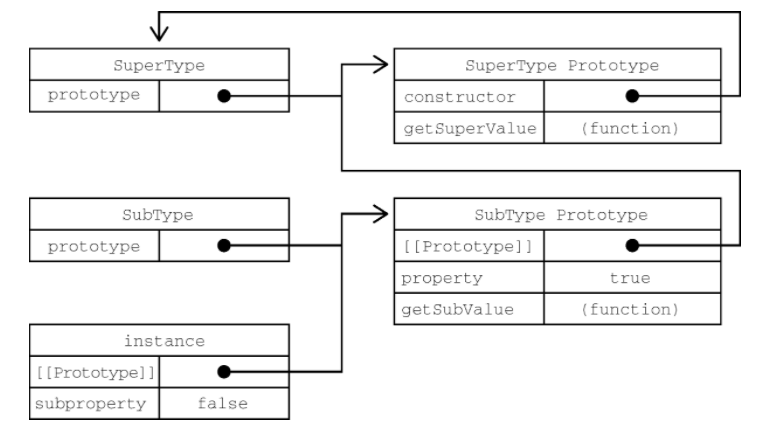 SuperType
prototype
SuperType Prototype
constructor
getSuperValue (function)
SubType
prototype
SubType Prototype
[[Prototype]]
property true
getSubValue (function)
instance
[[Prototype]]
subproperty false